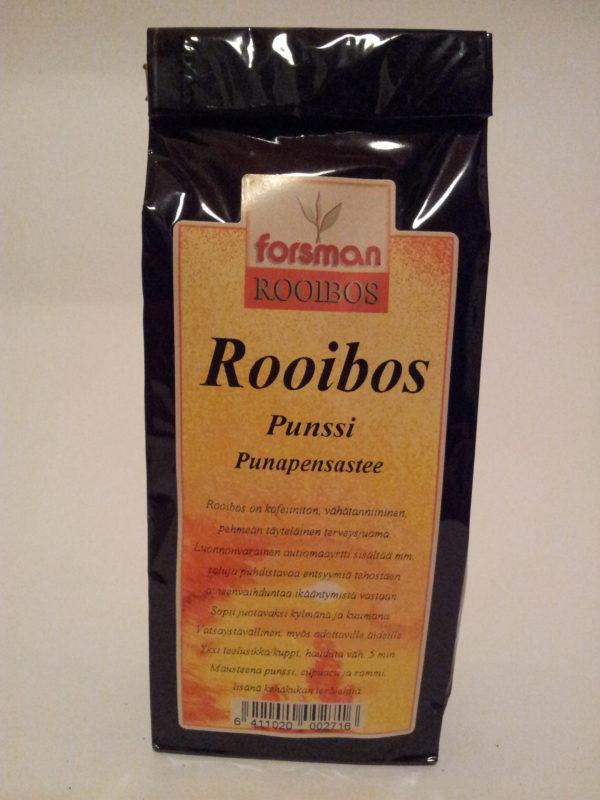 forsman
ROOIBOS
Rooibos
Punssi
Punapensastee
Rooibos on kofeiiniton, vähätanniininen,
pehmeän täyteläinen terveysjuoma.
Luonnonvarainen autiomaayrtti sisältää mm.
soluja puhdistavaa entsyymiä tehostaen
aineenvaihduntaa ikääntymistä vastaan.
Sopii juotavaksi kylmänä ja kuumana.
Vatsaystävällinen, myös odottaville äideille.
Yksi teelusikka/kuppi, hauduta väh. 5 min.
Mausteena punssi, cupuacu ja rommi,
lisänä kehäkukan terälehtiä.
6 411020 002716